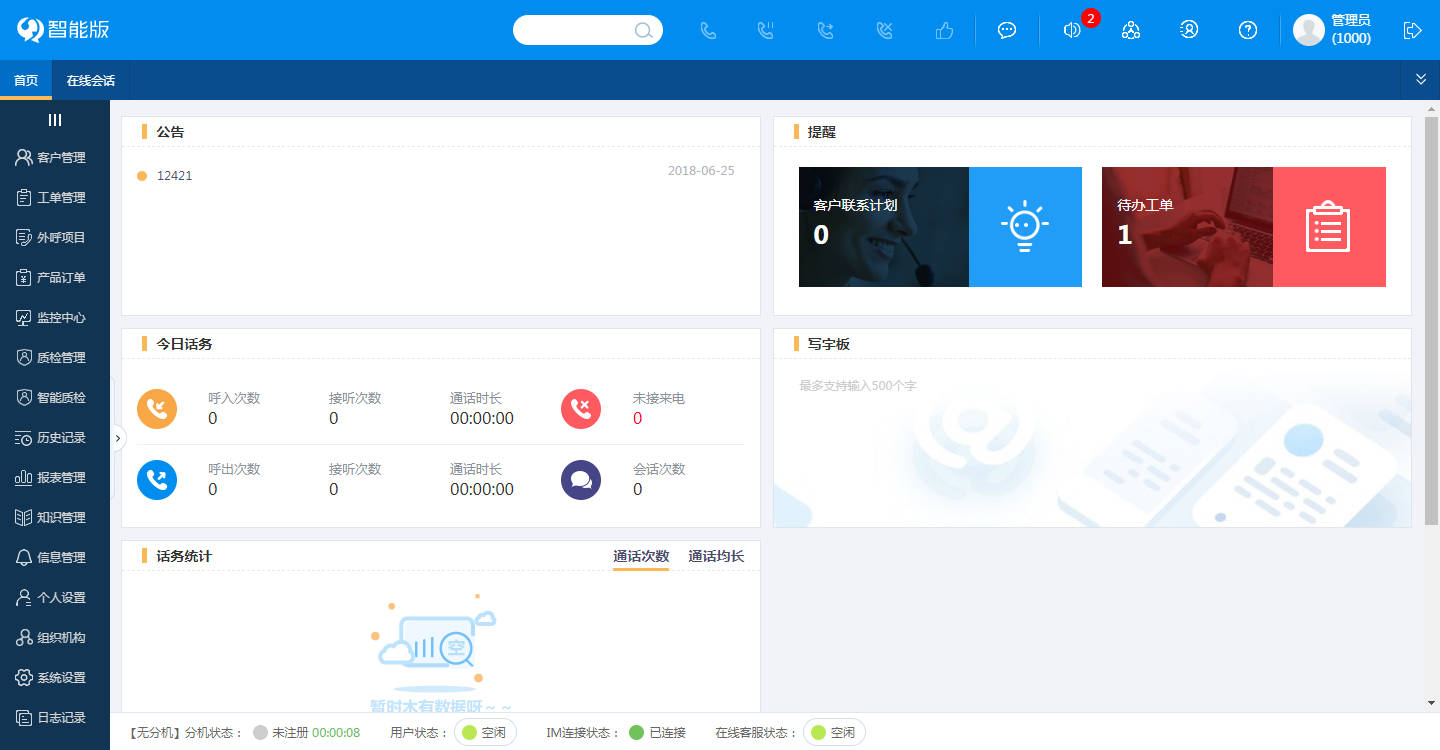 智能版
2
管理员
(1000)
首页
在线会话
客户管理
工单管理
外呼项目
产品订单
监控中心
质检管理
智能质检
历史记录
报表管理
知识管理
信息管理
个人设置
组织机构
系统设置
日志记录
公告
12421
2018-06-25
提醒
客户联系计划
0
待办工单
1
今日话务
呼入次数
0
接听次数
0
通话时长
00:00:00
未接来电
0
呼出次数
0
接听次数
0
通话时长
00:00:00
会话次数
0
写字板
最多支持输入500个字
话务统计
通话次数
通话均长
空
暂时木有数据呀~ ~
【无分机】分机状态： 未注册 00:00:08 用户状态： 空闲 IM连接状态： 已连接 在线客服状态： 空闲